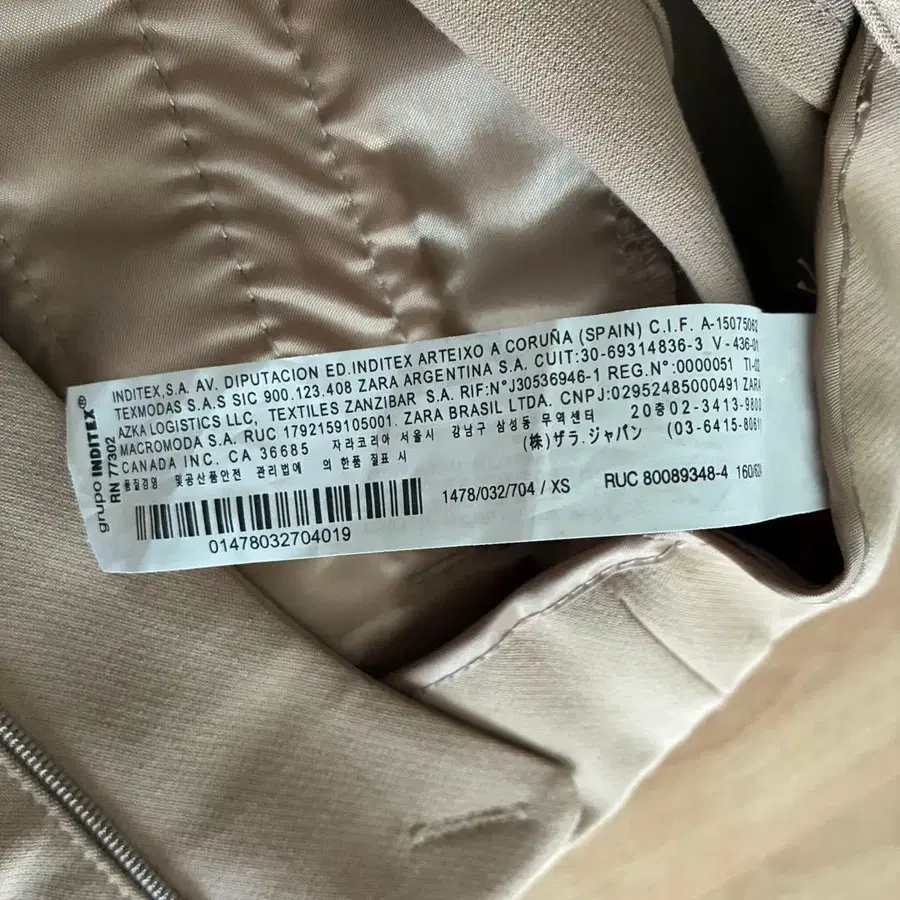 grupo INDITEX®
RN 77302
INDITEX,S.A. AV. DIPUTACION ED.INDITEX ARTEIXO A CORUÑA (SPAIN) C.I.F. A-15075062
TEXMODAS S.A.S SIC 900.123.408 ZARA ARGENTINA S.A. CUIT:30-69314836-3 V-436-01
AZKA LOGISTICS LLC, TEXTILES ZANZIBAR S.A. RIF:N°J30536946-1 REG.N°:0000051 TI-02
MACROMODA S.A. RUC 1792159105001. ZARA BRASIL LTDA. CNPJ:02952485000491 ZARA
CANADA INC. CA 36685 자라코리아 서울시 강남구 삼성동 무역센터 20층02-3413-9800
품질경영 및공산품안전 관리법에 의한품질표시 (株)ザラ.ジャパン (03-6415-8061)
1478/032/704 / XS RUC 80089348-4
01478032704019